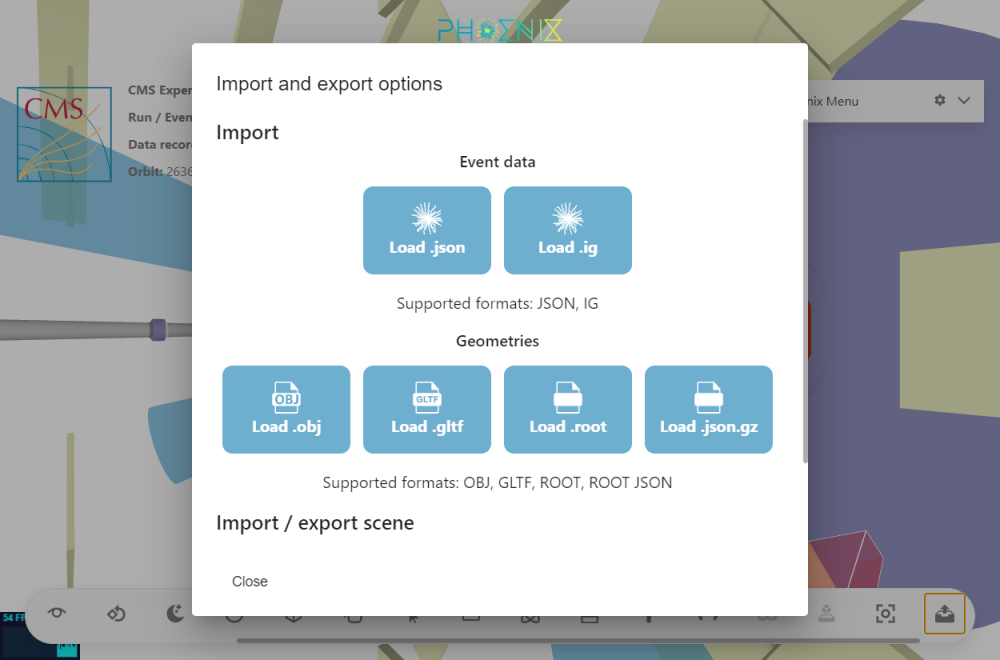 PHOENIX
CMS
CMS Exper
Run / Even
Data recor
Orbit: 2636
nix Menu
Import and export options
Import
Event data
Load .json
Load .ig
Supported formats: JSON, IG
Geometries
OBJ
Load .obj
GLTF
Load .gltf
Load .root
Load .json.gz
Supported formats: OBJ, GLTF, ROOT, ROOT JSON
Import / export scene
Close
54 FP